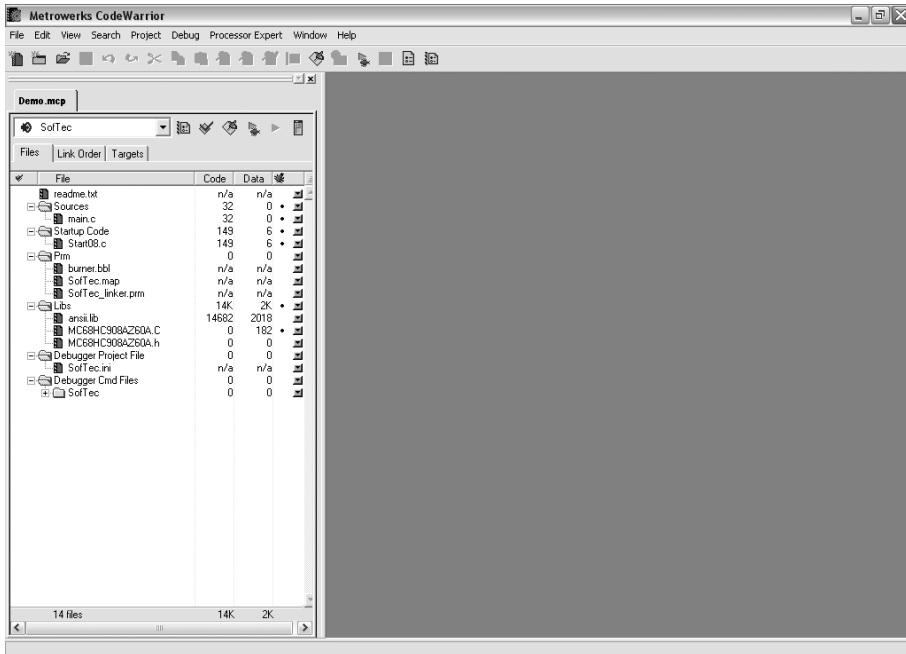 Metrowerks CodeWarrior
File Edit View Search Project Debug Processor Expert Window Help
Demo.mcp
SofTec
Files Link Order Targets
File Code Data
readme.txt n/a n/a
Sources 32 0
main.c 32 0
Startup Code 149 6
Start08.c 149 6
Prm 0 0
burner.bbl n/a n/a
SofTec.map n/a n/a
SofTec_linker.prm n/a n/a
Libs 14K 2K
ansii.lib 14682 2018
MC68HC908AZ60A.C 0 182
MC68HC908AZ60A.h 0 0
Debugger Project File 0 0
SofTec.ini n/a n/a
Debugger Cmd Files 0 0
SofTec 0 0
14 files 14K 2K